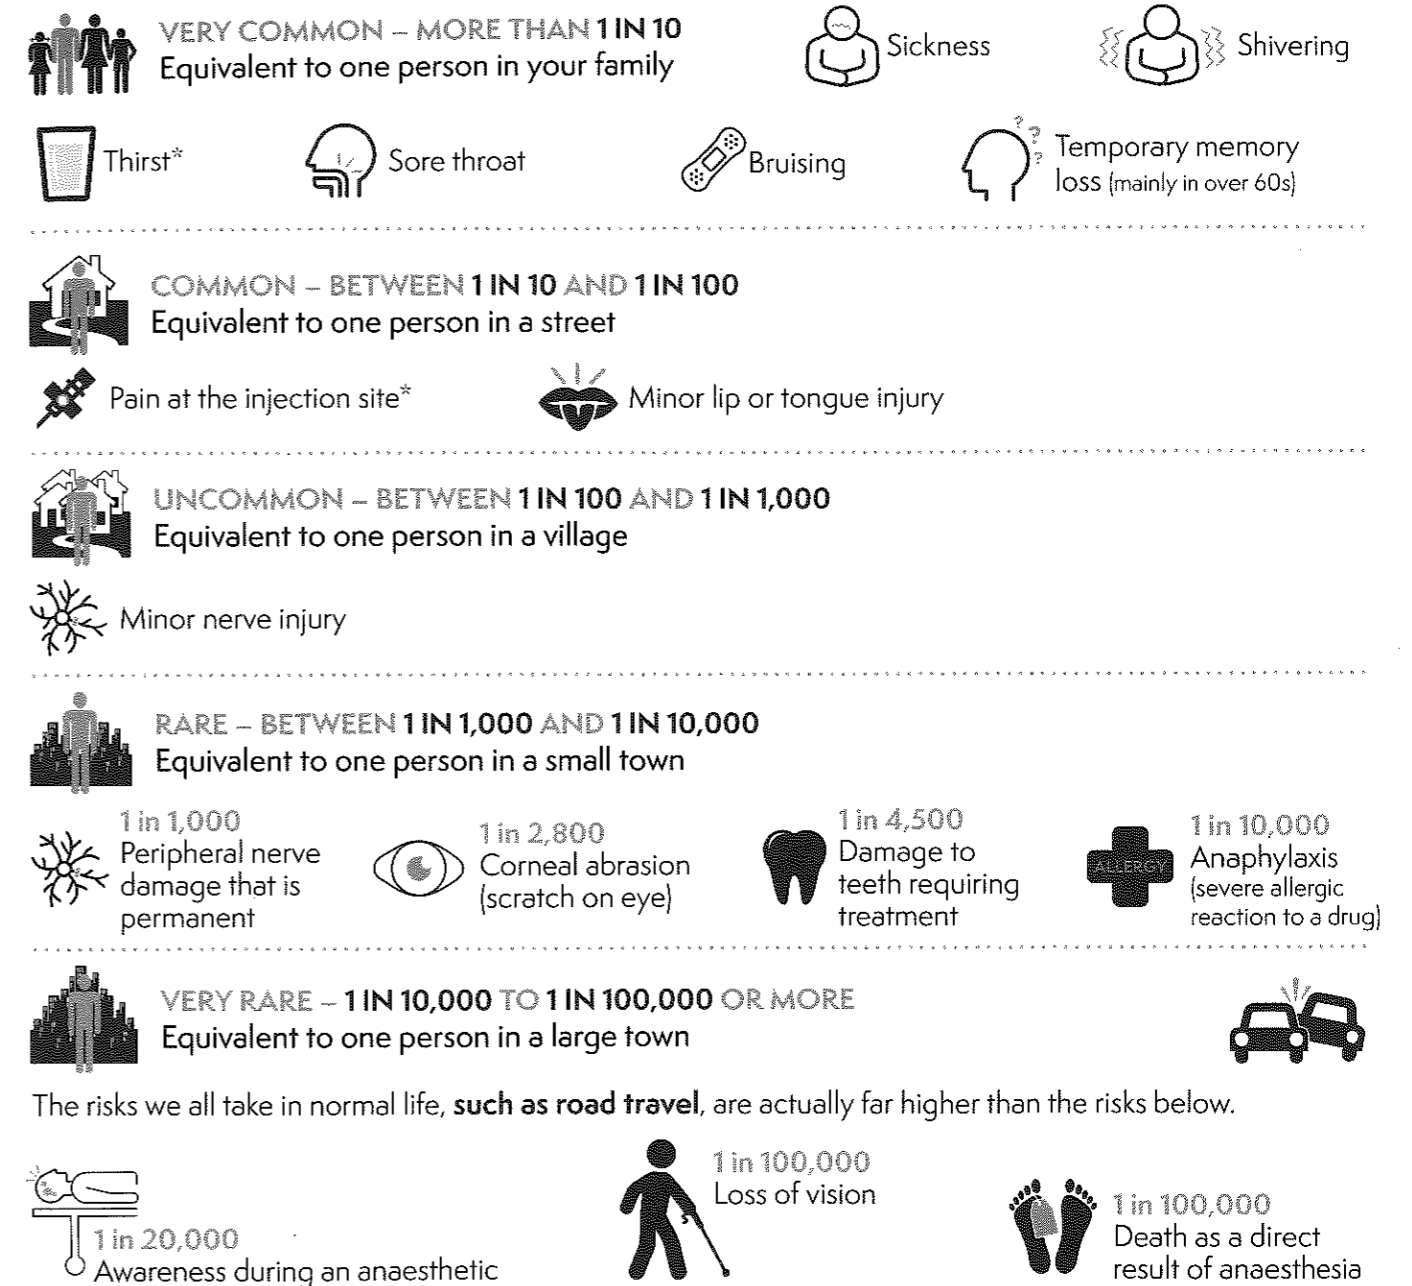 VERY COMMON – MORE THAN 1 IN 10
Equivalent to one person in your family
Sickness
Shivering
Thirst*
Sore throat
Bruising
Temporary memory
loss (mainly in over 60s)
COMMON – BETWEEN 1 IN 10 AND 1 IN 100
Equivalent to one person in a street
Pain at the injection site*
Minor lip or tongue injury
UNCOMMON – BETWEEN 1 IN 100 AND 1 IN 1,000
Equivalent to one person in a village
Minor nerve injury
RARE – BETWEEN 1 IN 1,000 AND 1 IN 10,000
Equivalent to one person in a small town
1 in 1,000
Peripheral nerve
damage that is
permanent
1 in 2,800
Corneal abrasion
(scratch on eye)
1 in 4,500
Damage to
teeth requiring
treatment
ALLERGY
1 in 10,000
Anaphylaxis
(severe allergic
reaction to a drug)
VERY RARE – 1 IN 10,000 TO 1 IN 100,000 OR MORE
Equivalent to one person in a large town
The risks we all take in normal life, such as road travel, are actually far higher than the risks below.
1 in 20,000
Awareness during an anaesthetic
1 in 100,000
Loss of vision
1 in 100,000
Death as a direct
result of anaesthesia